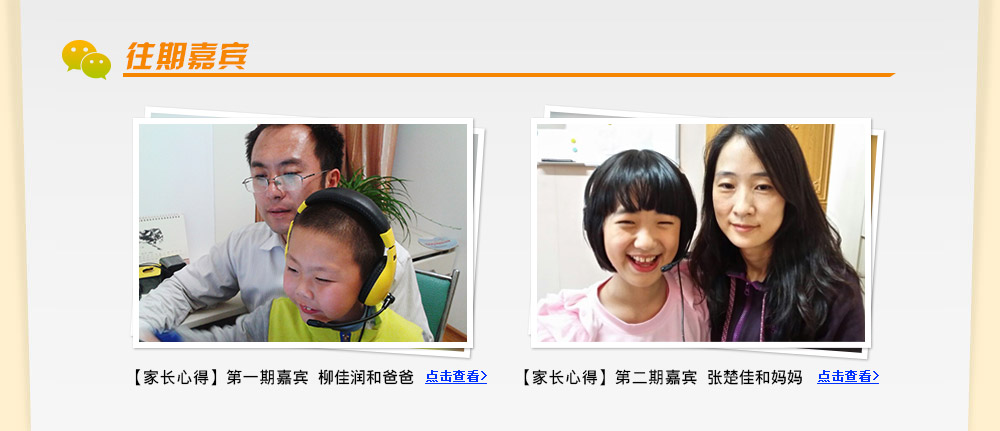 往期嘉宾
【家长心得】第一期嘉宾 柳佳润和爸爸 点击查看>
【家长心得】第二期嘉宾 张楚佳和妈妈 点击查看>